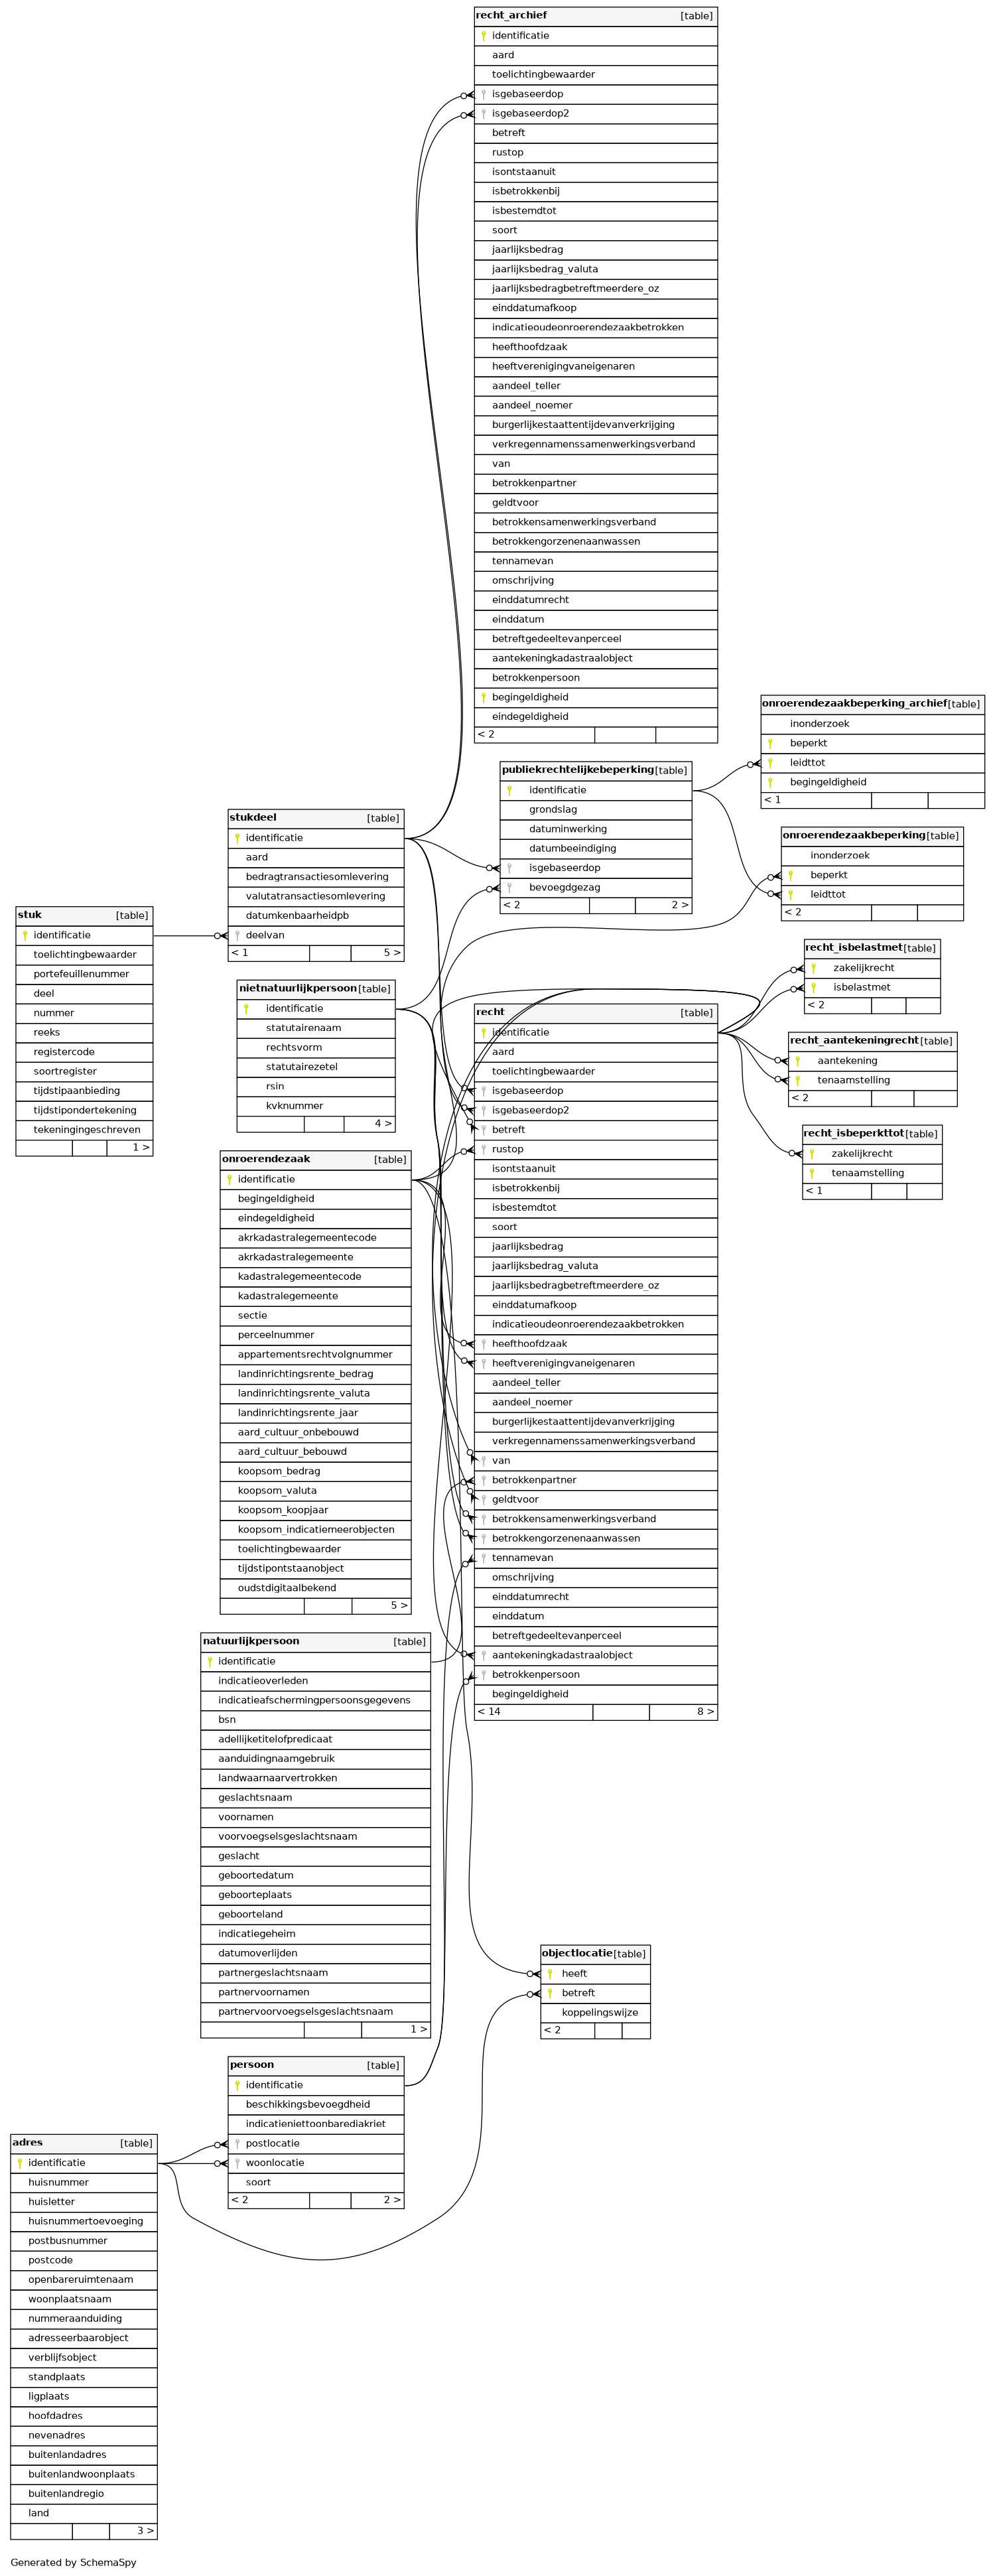 recht_archief [table]
identificatie
aard
toelichtingbewaarder
isgebaseerdop
isgebaseerdop2
betreft
rustop
isontstaanuit
isbetrokkenbij
isbestemdtot
soort
jaarlijksbedrag
jaarlijksbedrag_valuta
jaarlijksbedragbetreftmeerdere_oz
einddatumafkoop
indicatieoudeonroerendezaakbetrokken
heefthoofdzaak
heeftverenigingvaneigenaren
aandeel_teller
aandeel_noemer
burgerlijkestaattentijdevanverkrijging
verkregennamenssamenwerkingsverband
van
betrokkenpartner
geldtvoor
betrokkensamenwerkingsverband
betrokkengorzenenaanwassen
tennamevan
omschrijving
einddatumrecht
einddatum
betreftgedeeltevanperceel
aantekeningkadastraalobject
betrokkenpersoon
begingeldigheid
eindegeldigheid
< 2
onroerendezaakbeperking_archief [table]
inonderzoek
beperkt
leidttot
begingeldigheid
< 1
publiekrechtelijkebeperking [table]
identificatie
grondslag
datuminwerking
datumbeeindiging
isgebaseerdop
bevoegdgezag
< 2 2 >
onroerendezaakbeperking [table]
inonderzoek
beperkt
leidttot
< 2
stukdeel [table]
identificatie
aard
bedragtransactiesomlevering
valutatransactiesomlevering
datumkenbaarheidpb
deelvan
< 1 5 >
stuk [table]
identificatie
toelichtingbewaarder
portefeuillenummer
deel
nummer
reeks
registercode
soortregister
tijdstipaanbieding
tijdstipondertekening
tekeningingeschreven
1 >
recht_isbelastmet [table]
zakelijkrecht
isbelastmet
< 2
nietnatuurlijkpersoon [table]
identificatie
statutairenaam
rechtsvorm
statutairezetel
rsin
kvknummer
4 >
recht_aantekeningrecht [table]
aantekening
tenaamstelling
< 2
recht_isbeperkttot [table]
zakelijkrecht
tenaamstelling
< 1
recht [table]
identificatie
aard
toelichtingbewaarder
isgebaseerdop
isgebaseerdop2
betreft
rustop
isontstaanuit
isbetrokkenbij
isbestemdtot
soort
jaarlijksbedrag
jaarlijksbedrag_valuta
jaarlijksbedragbetreftmeerdere_oz
einddatumafkoop
indicatieoudeonroerendezaakbetrokken
heefthoofdzaak
heeftverenigingvaneigenaren
aandeel_teller
aandeel_noemer
burgerlijkestaattentijdevanverkrijging
verkregennamenssamenwerkingsverband
van
betrokkenpartner
geldtvoor
betrokkensamenwerkingsverband
betrokkengorzenenaanwassen
tennamevan
omschrijving
einddatumrecht
einddatum
betreftgedeeltevanperceel
aantekeningkadastraalobject
betrokkenpersoon
begingeldigheid
< 14 8 >
onroerendezaak [table]
identificatie
begingeldigheid
eindegeldigheid
akrkadastralegemeentecode
akrkadastralegemeente
kadastralegemeentecode
kadastralegemeente
sectie
perceelnummer
appartementsrechtvolgnummer
landinrichtingsrente_bedrag
landinrichtingsrente_valuta
landinrichtingsrente_jaar
aard_cultuur_onbebouwd
aard_cultuur_bebouwd
koopsom_bedrag
koopsom_valuta
koopsom_koopjaar
koopsom_indicatiemeerobjecten
toelichtingbewaarder
tijdstipontstaanobject
oudstdigitaalbekend
5 >
natuurlijkpersoon [table]
identificatie
indicatieoverleden
indicatieafschermingpersoonsgegevens
bsn
adellijketitelofpredicaat
aanduidingnaamgebruik
landwaarnaarvertrokken
geslachtsnaam
voornamen
voorvoegselsgeslachtsnaam
geslacht
geboortedatum
geboorteplaats
geboorteland
indicatiegeheim
datumoverlijden
partnergeslachtsnaam
partnervoornamen
partnervoorvoegselsgeslachtsnaam
1 >
objectlocatie [table]
heeft
betreft
koppelingswijze
< 2
persoon [table]
identificatie
beschikkingsbevoegdheid
indicatieniettoonbarediakriet
postlocatie
woonlocatie
soort
< 2 2 >
adres [table]
identificatie
huisnummer
huisletter
huisnummertoevoeging
postbusnummer
postcode
openbareruimtenaam
woonplaatsnaam
nummeraanduiding
adresseerbaarobject
verblijfsobject
standplaats
ligplaats
hoofdadres
nevenadres
buitenlandadres
buitenlandwoonplaats
buitenlandregio
land
3 >
Generated by SchemaSpy